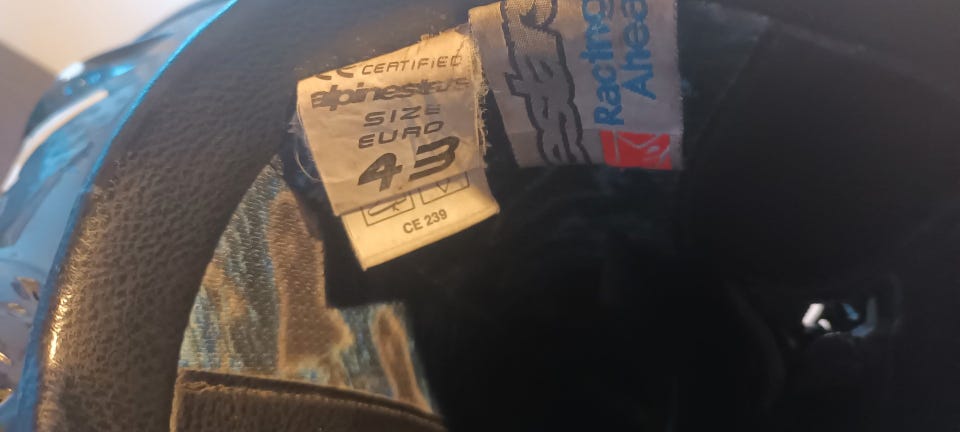 CE CERTIFIED
alpinestars
SIZE
EURO
43
CE 239
Racing
Ahea